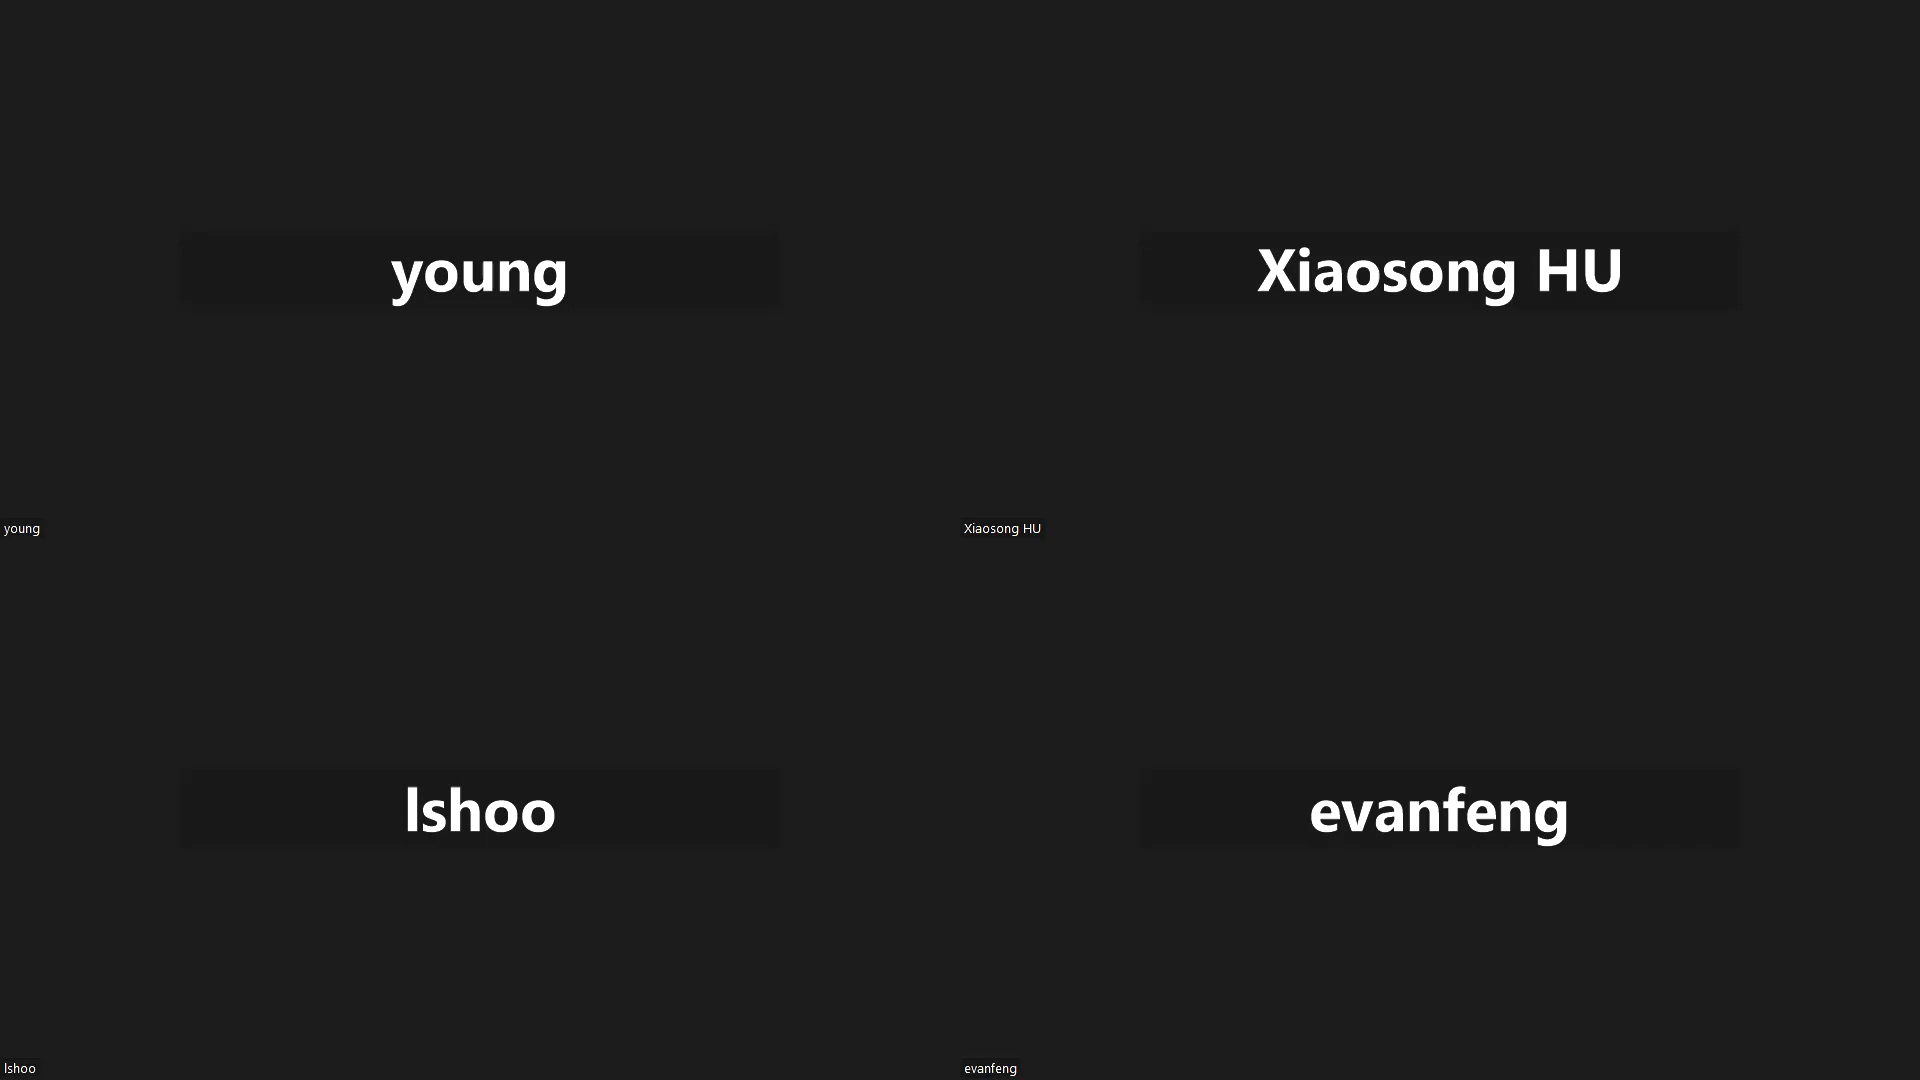 young
Xiaosong HU
young
Xiaosong HU
lshoo
evanfeng
lshoo
evanfeng